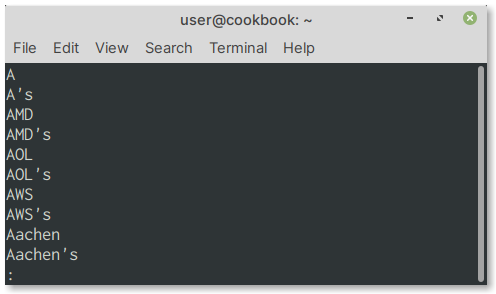 user@cookbook: ~
File Edit View Search Terminal Help
A
A's
AMD
AMD's
AOL
AOL's
AWS
AWS's
Aachen
Aachen's
: